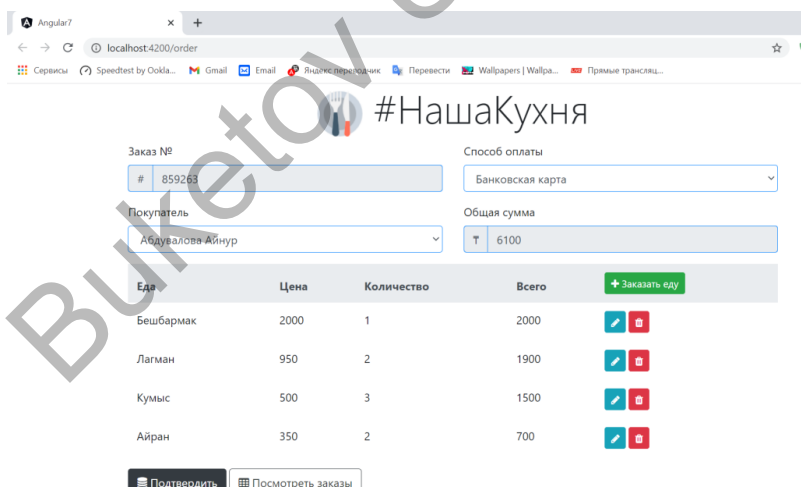 Angular7
localhost:4200/order
Сервисы Speedtest by Ookla... Gmail Email Яндекс переводчик Перевести Wallpapers | Wallpa... Прямые трансляц...
#НашаКухня
Заказ № Способ оплаты
# 859263 Банковская карта
Покупатель Общая сумма
Абдувалова Айнур ₸ 6100
Еда Цена Количество Всего + Заказать еду
Бешбармак 2000 1 2000
Лагман 950 2 1900
Кумыс 500 3 1500
Айран 350 2 700
Подтвердить Посмотреть заказы
Buketov